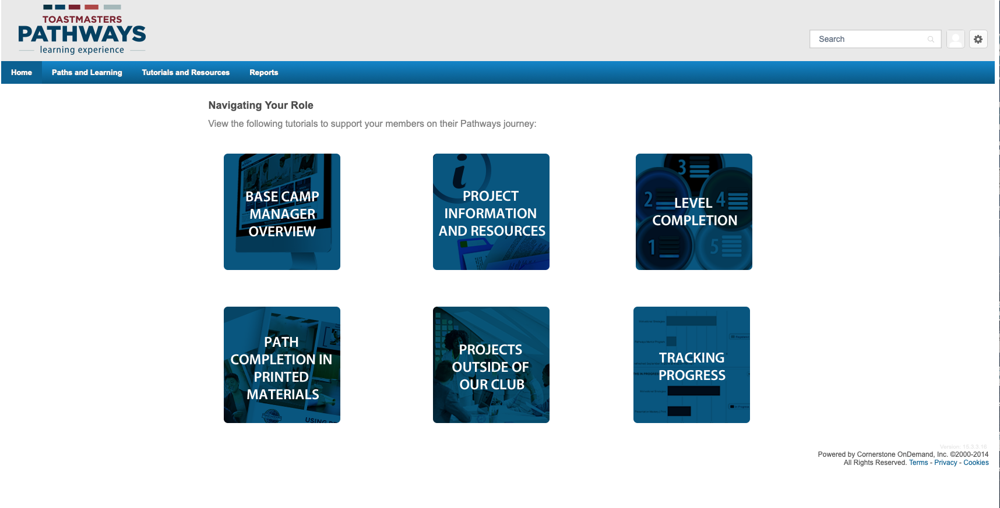 TOASTMASTERS
PATHWAYS
learning experience
Search
Home
Paths and Learning
Tutorials and Resources
Reports
Navigating Your Role
View the following tutorials to support your members on their Pathways journey:
BASE CAMP
MANAGER
OVERVIEW
i
PROJECT
INFORMATION
AND RESOURCES
3
2
4
1
5
LEVEL
COMPLETION
PATH
COMPLETION IN
PRINTED
MATERIALS
PROJECTS
OUTSIDE OF
OUR CLUB
TRACKING
PROGRESS
Version: 15.3.3.16
Powered by Cornerstone OnDemand, Inc. ©2000-2014
All Rights Reserved. Terms - Privacy - Cookies